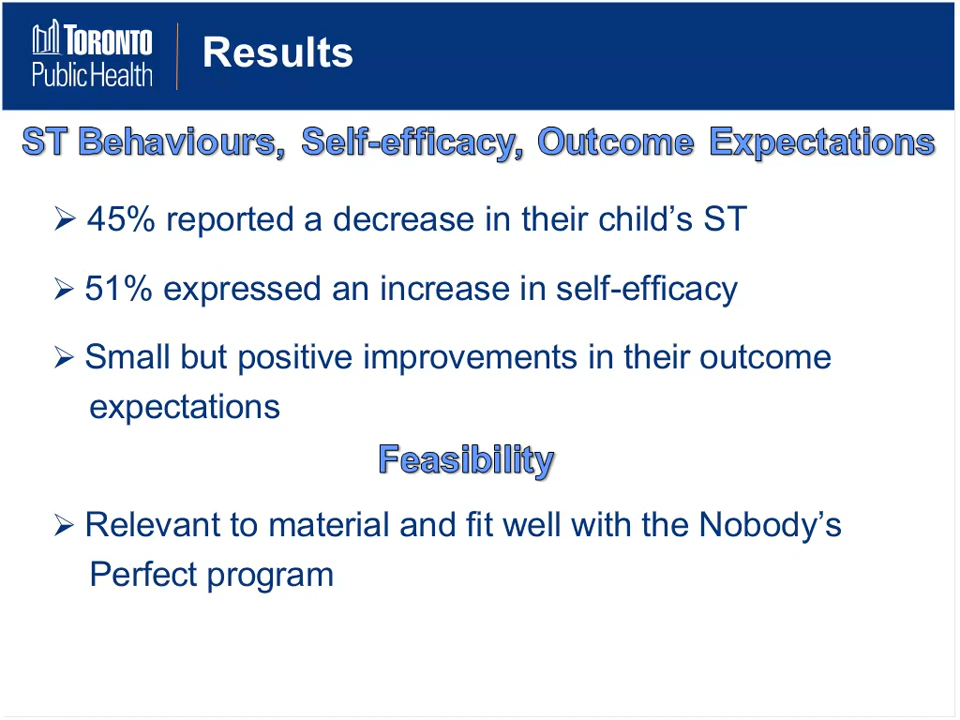 TORONTO
Public Health
Results
ST Behaviours, Self-efficacy, Outcome Expectations
➢ 45% reported a decrease in their child’s ST
➢ 51% expressed an increase in self-efficacy
➢ Small but positive improvements in their outcome
expectations
Feasibility
➢ Relevant to material and fit well with the Nobody’s
Perfect program